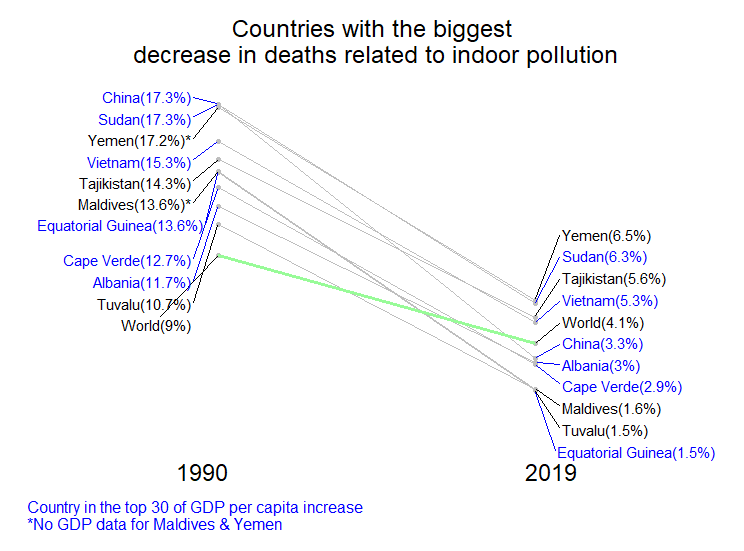 Countries with the biggest
decrease in deaths related to indoor pollution
China(17.3%)
Sudan(17.3%)
Yemen(17.2%)*
Vietnam(15.3%)
Tajikistan(14.3%)
Maldives(13.6%)*
Equatorial Guinea(13.6%)
Cape Verde(12.7%)
Albania(11.7%)
Tuvalu(10.7%)
World(9%)
Yemen(6.5%)
Sudan(6.3%)
Tajikistan(5.6%)
Vietnam(5.3%)
World(4.1%)
China(3.3%)
Albania(3%)
Cape Verde(2.9%)
Maldives(1.6%)
Tuvalu(1.5%)
Equatorial Guinea(1.5%)
1990
2019
Country in the top 30 of GDP per capita increase
*No GDP data for Maldives & Yemen